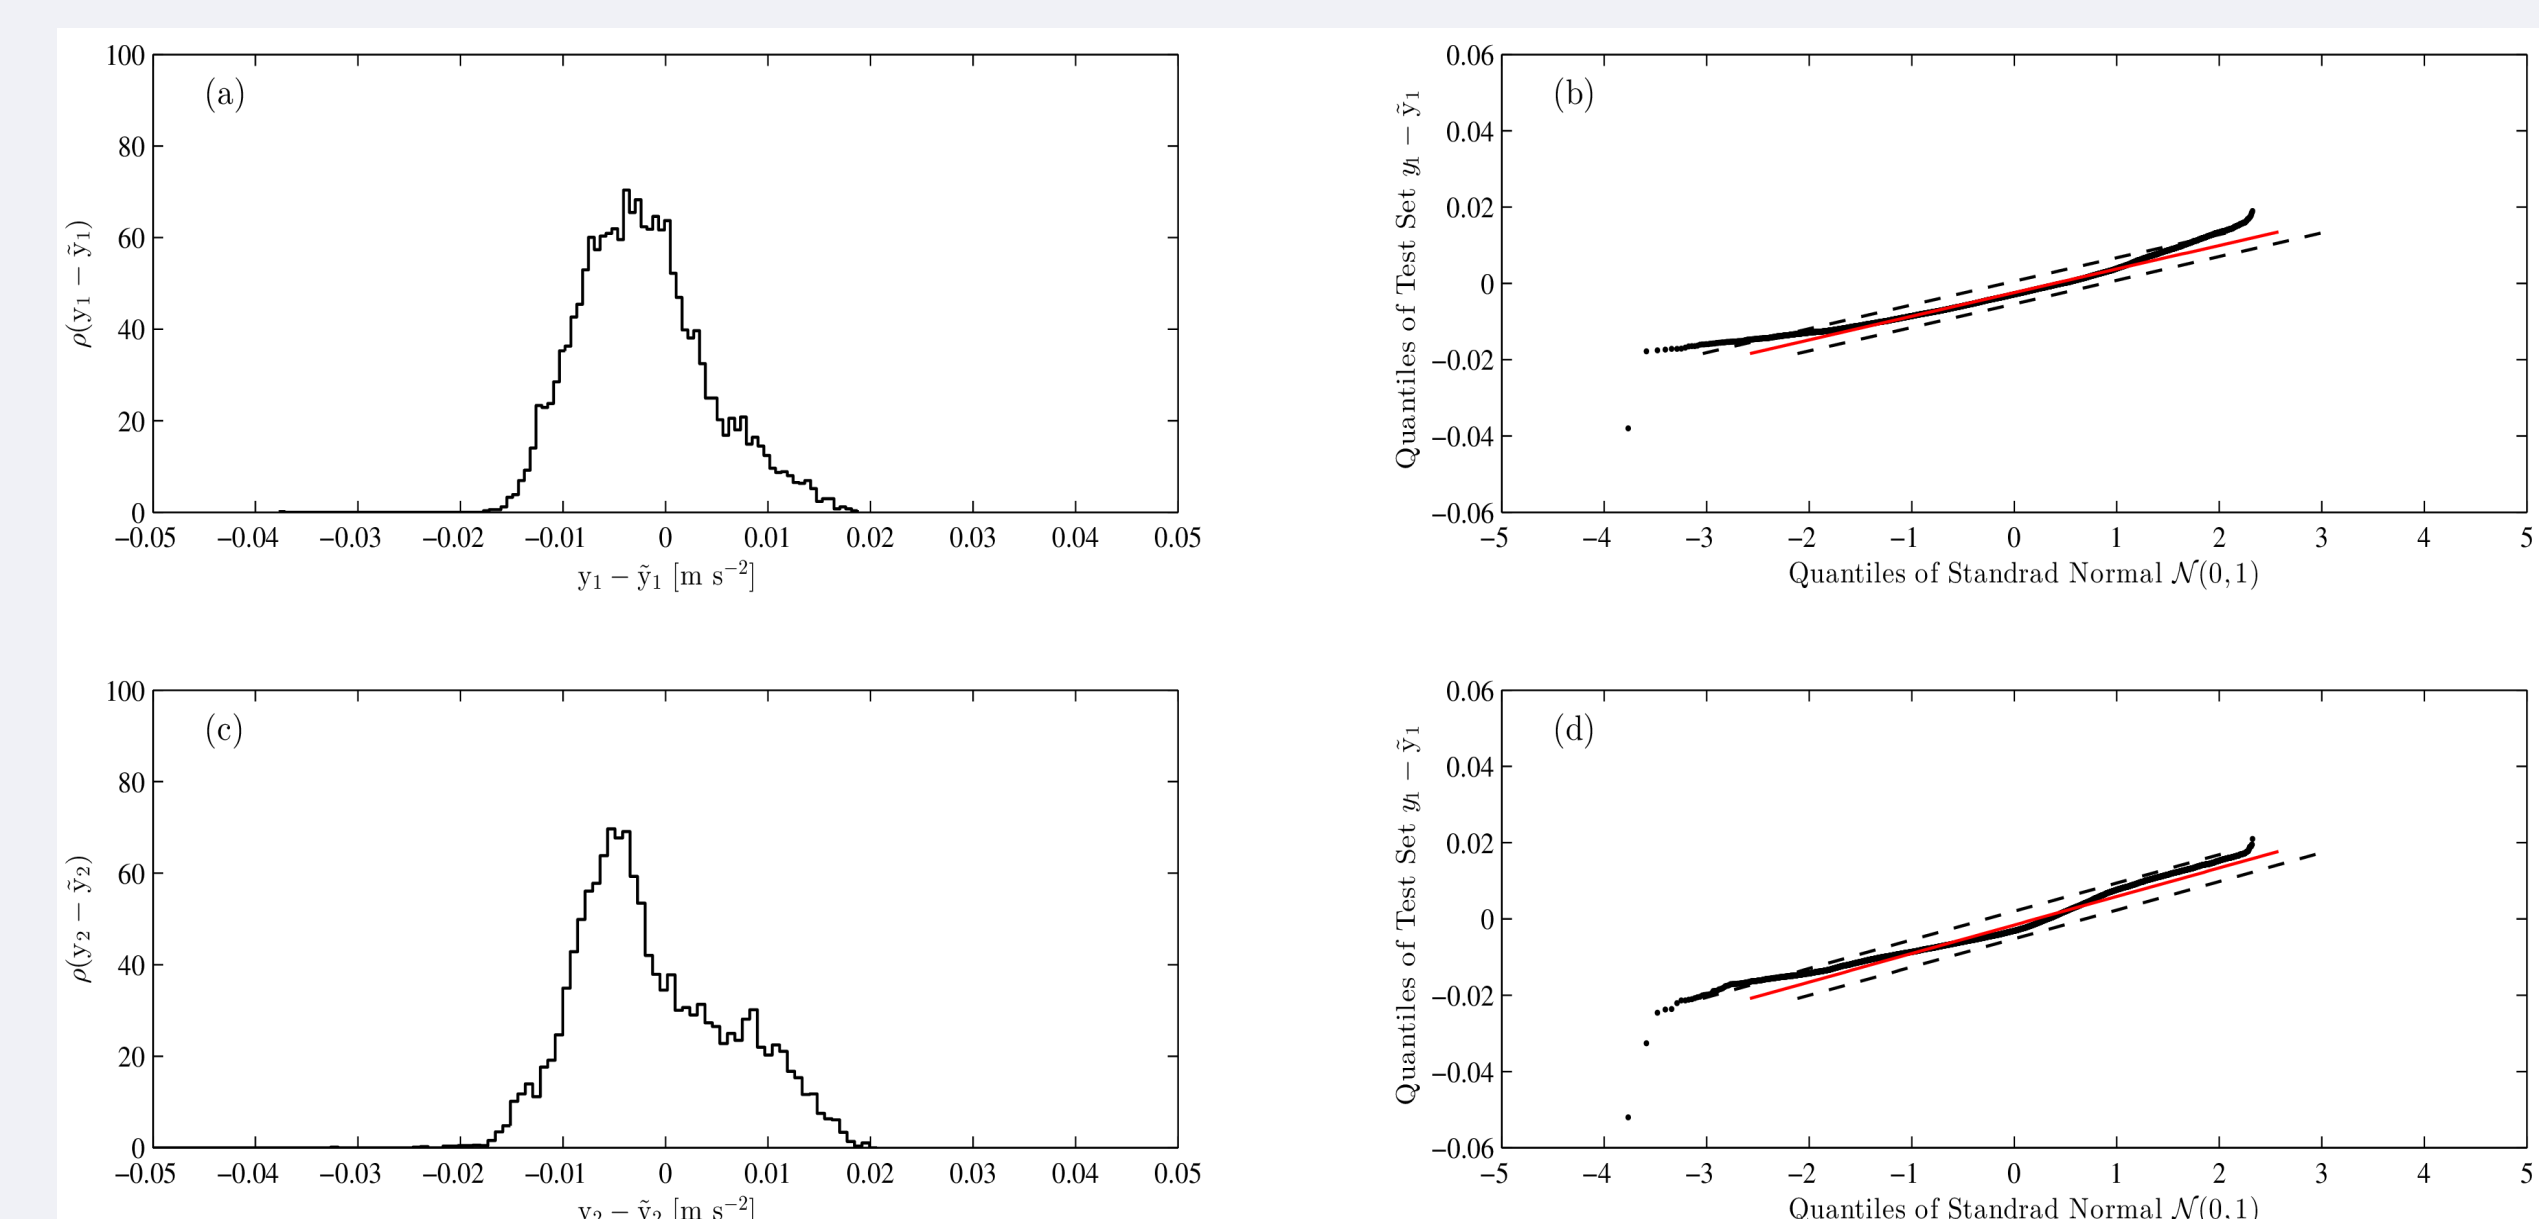 (a)
100
80
60
40
20
0
ρ(y₁ − ỹ₁)
−0.05 −0.04 −0.03 −0.02 −0.01 0 0.01 0.02 0.03 0.04 0.05
y₁ − ỹ₁ [m s⁻²]
(b)
0.06
0.04
0.02
0
−0.02
−0.04
−0.06
Quantiles of Test Set y₁ − ỹ₁
−5 −4 −3 −2 −1 0 1 2 3 4 5
Quantiles of Standrad Normal 𝒩(0, 1)
(c)
100
80
60
40
20
0
ρ(y₂ − ỹ₂)
−0.05 −0.04 −0.03 −0.02 −0.01 0 0.01 0.02 0.03 0.04 0.05
y₂ − ỹ₂ [m s⁻²]
(d)
0.06
0.04
0.02
0
−0.02
−0.04
−0.06
Quantiles of Test Set y₁ − ỹ₁
−5 −4 −3 −2 −1 0 1 2 3 4 5
Quantiles of Standrad Normal 𝒩(0, 1)